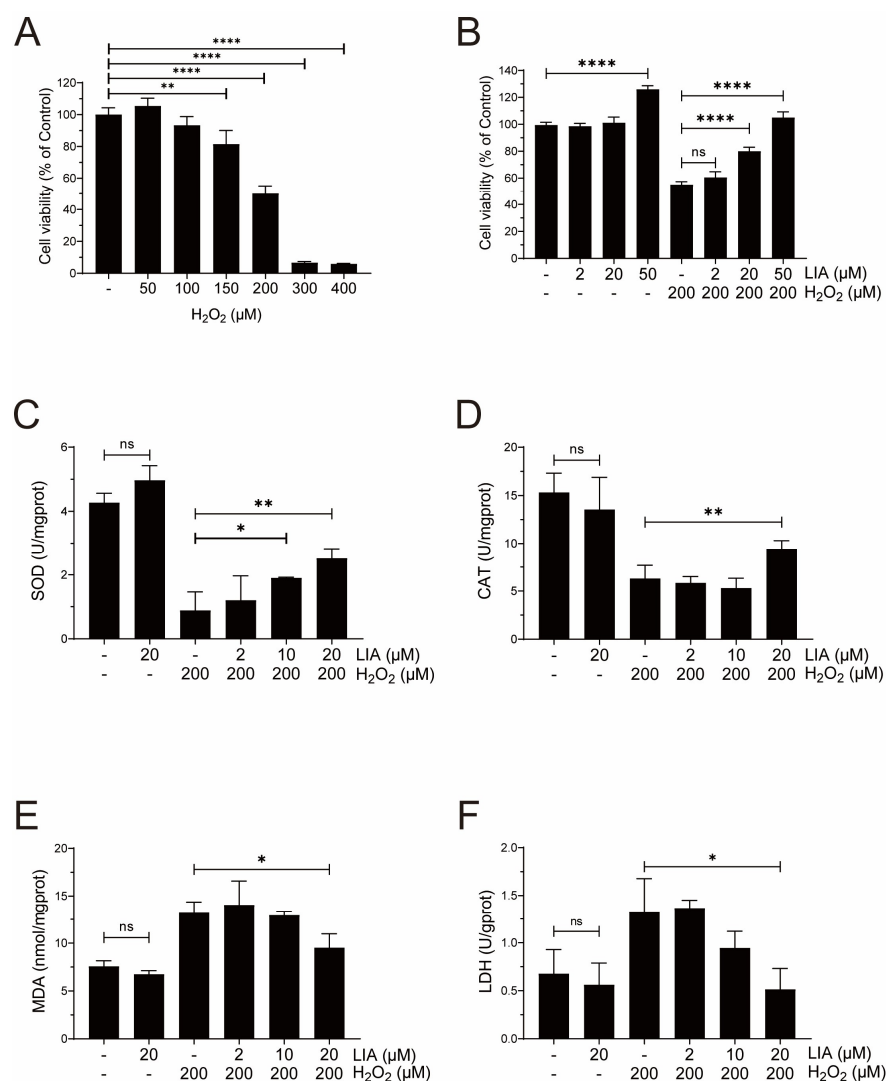 A
****
****
****
**
Cell viability (% of Control)
120
100
80
60
40
20
0
- 50 100 150 200 300 400
H₂O₂ (µM)
B
****
****
****
ns
Cell viability (% of Control)
140
120
100
80
60
40
20
0
- 2 20 50 - 2 20 50 LIA (µM)
- - - - 200 200 200 200 H₂O₂ (µM)
C
ns
**
*
SOD (U/mgprot)
6
4
2
0
- 20 - 2 10 20 LIA (µM)
- - 200 200 200 200 H₂O₂ (µM)
D
ns
**
CAT (U/mgprot)
20
15
10
5
0
- 20 - 2 10 20 LIA (µM)
- - 200 200 200 200 H₂O₂ (µM)
E
*
ns
MDA (nmol/mgprot)
20
15
10
5
0
- 20 - 2 10 20 LIA (µM)
- - 200 200 200 200 H₂O₂ (µM)
F
*
ns
LDH (U/gprot)
2.0
1.5
1.0
0.5
0.0
- 20 - 2 10 20 LIA (µM)
- - 200 200 200 200 H₂O₂ (µM)